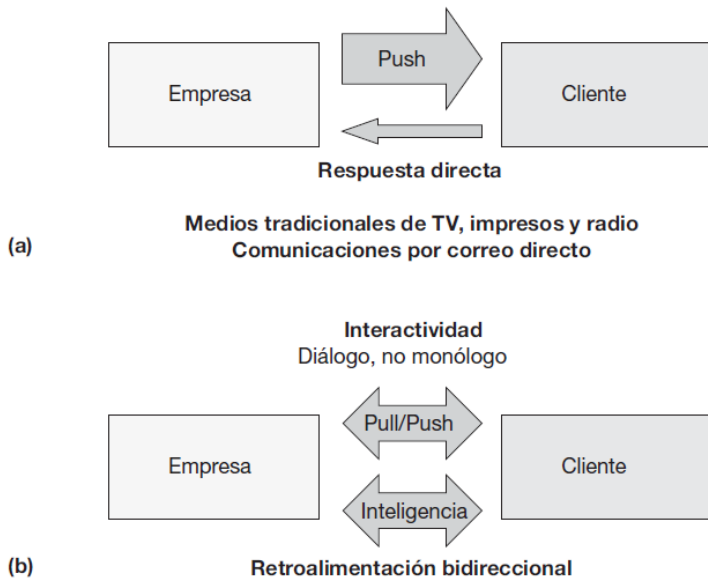 Empresa
Push
Cliente
Respuesta directa
Medios tradicionales de TV, impresos y radio
(a)
Comunicaciones por correo directo
Interactividad
Diálogo, no monólogo
Empresa
Pull/Push
Cliente
Inteligencia
(b)
Retroalimentación bidireccional